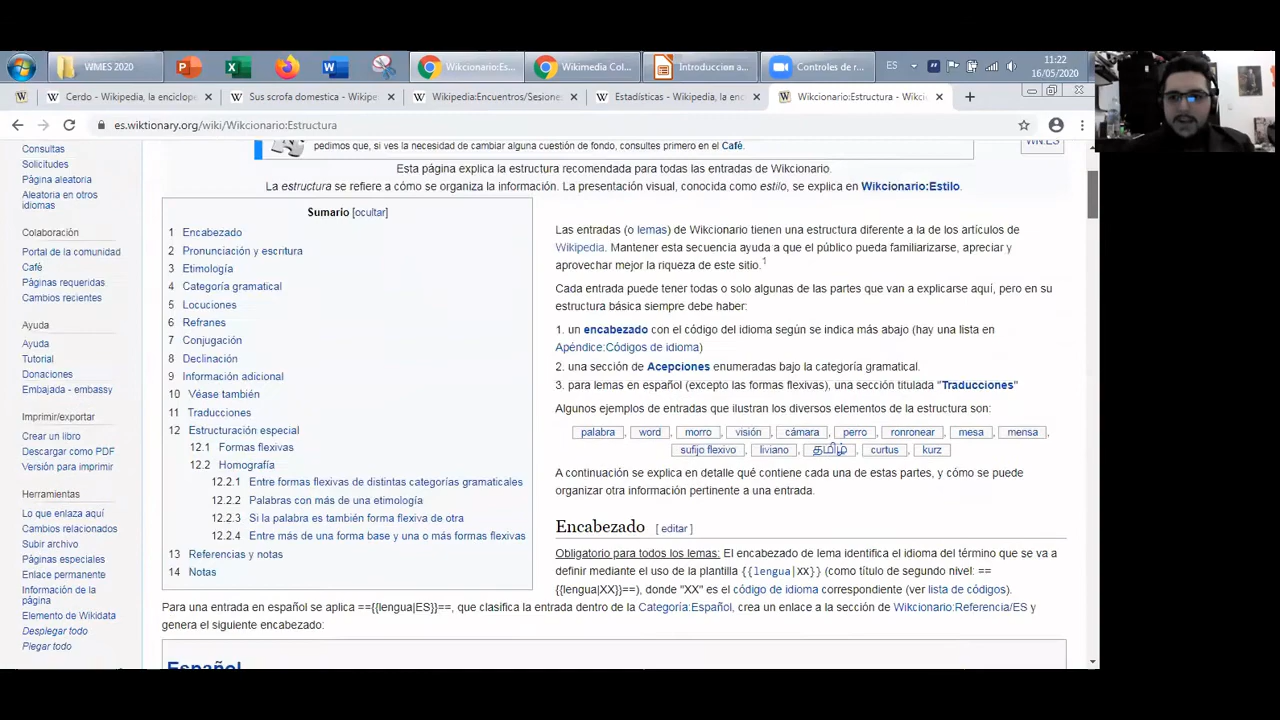 WMES 2020
Wikcionario:Es...
Wikimedia Col...
Introduccion a...
Controles de r...
ES
11:22
16/05/2020
Cerdo - Wikipedia, la enciclop
Sus scrofa domestica - Wikipe
Wikipedia:Encuentros/Sesione
Estadísticas - Wikipedia, la enc
Wikcionario:Estructura - Wikci
es.wiktionary.org/wiki/Wikcionario:Estructura
Consultas
Solicitudes
Página aleatoria
Aleatoria en otros
idiomas
Colaboración
Portal de la comunidad
Café
Páginas requeridas
Cambios recientes
Ayuda
Ayuda
Tutorial
Donaciones
Embajada - embassy
Imprimir/exportar
Crear un libro
Descargar como PDF
Versión para imprimir
Herramientas
Lo que enlaza aquí
Cambios relacionados
Subir archivo
Páginas especiales
Enlace permanente
Información de la
página
Elemento de Wikidata
Desplegar todo
Plegar todo
pedimos que, si ves la necesidad de cambiar alguna cuestión de fondo, consultes primero en el Café.
WN:ES
Esta página explica la estructura recomendada para todas las entradas de Wikcionario.
La estructura se refiere a cómo se organiza la información. La presentación visual, conocida como estilo, se explica en Wikcionario:Estilo.
Sumario [ocultar]
1 Encabezado
2 Pronunciación y escritura
3 Etimología
4 Categoría gramatical
5 Locuciones
6 Refranes
7 Conjugación
8 Declinación
9 Información adicional
10 Véase también
11 Traducciones
12 Estructuración especial
12.1 Formas flexivas
12.2 Homografía
12.2.1 Entre formas flexivas de distintas categorías gramaticales
12.2.2 Palabras con más de una etimología
12.2.3 Si la palabra es también forma flexiva de otra
12.2.4 Entre más de una forma base y una o más formas flexivas
13 Referencias y notas
14 Notas
Las entradas (o lemas) de Wikcionario tienen una estructura diferente a la de los artículos de
Wikipedia. Mantener esta secuencia ayuda a que el público pueda familiarizarse, apreciar y
aprovechar mejor la riqueza de este sitio.1
Cada entrada puede tener todas o solo algunas de las partes que van a explicarse aquí, pero en su
estructura básica siempre debe haber:
1. un encabezado con el código del idioma según se indica más abajo (hay una lista en
Apéndice:Códigos de idioma)
2. una sección de Acepciones enumeradas bajo la categoría gramatical.
3. para lemas en español (excepto las formas flexivas), una sección titulada "Traducciones"
Algunos ejemplos de entradas que ilustran los diversos elementos de la estructura son:
palabra, word, morro, visión, cámara, perro, ronronear, mesa, mensa,
sufijo flexivo, liviano, தமிழ், curtus, kurz
A continuación se explica en detalle qué contiene cada una de estas partes, y cómo se puede
organizar otra información pertinente a una entrada.
Encabezado [ editar ]
Obligatorio para todos los lemas: El encabezado de lema identifica el idioma del término que se va a
definir mediante el uso de la plantilla {{lengua|XX}} (como título de segundo nivel: ==
{{lengua|XX}}==), donde "XX" es el código de idioma correspondiente (ver lista de códigos).
Para una entrada en español se aplica =={{lengua|ES}}==, que clasifica la entrada dentro de la Categoría:Español, crea un enlace a la sección de Wikcionario:Referencia/ES y
genera el siguiente encabezado:
Español